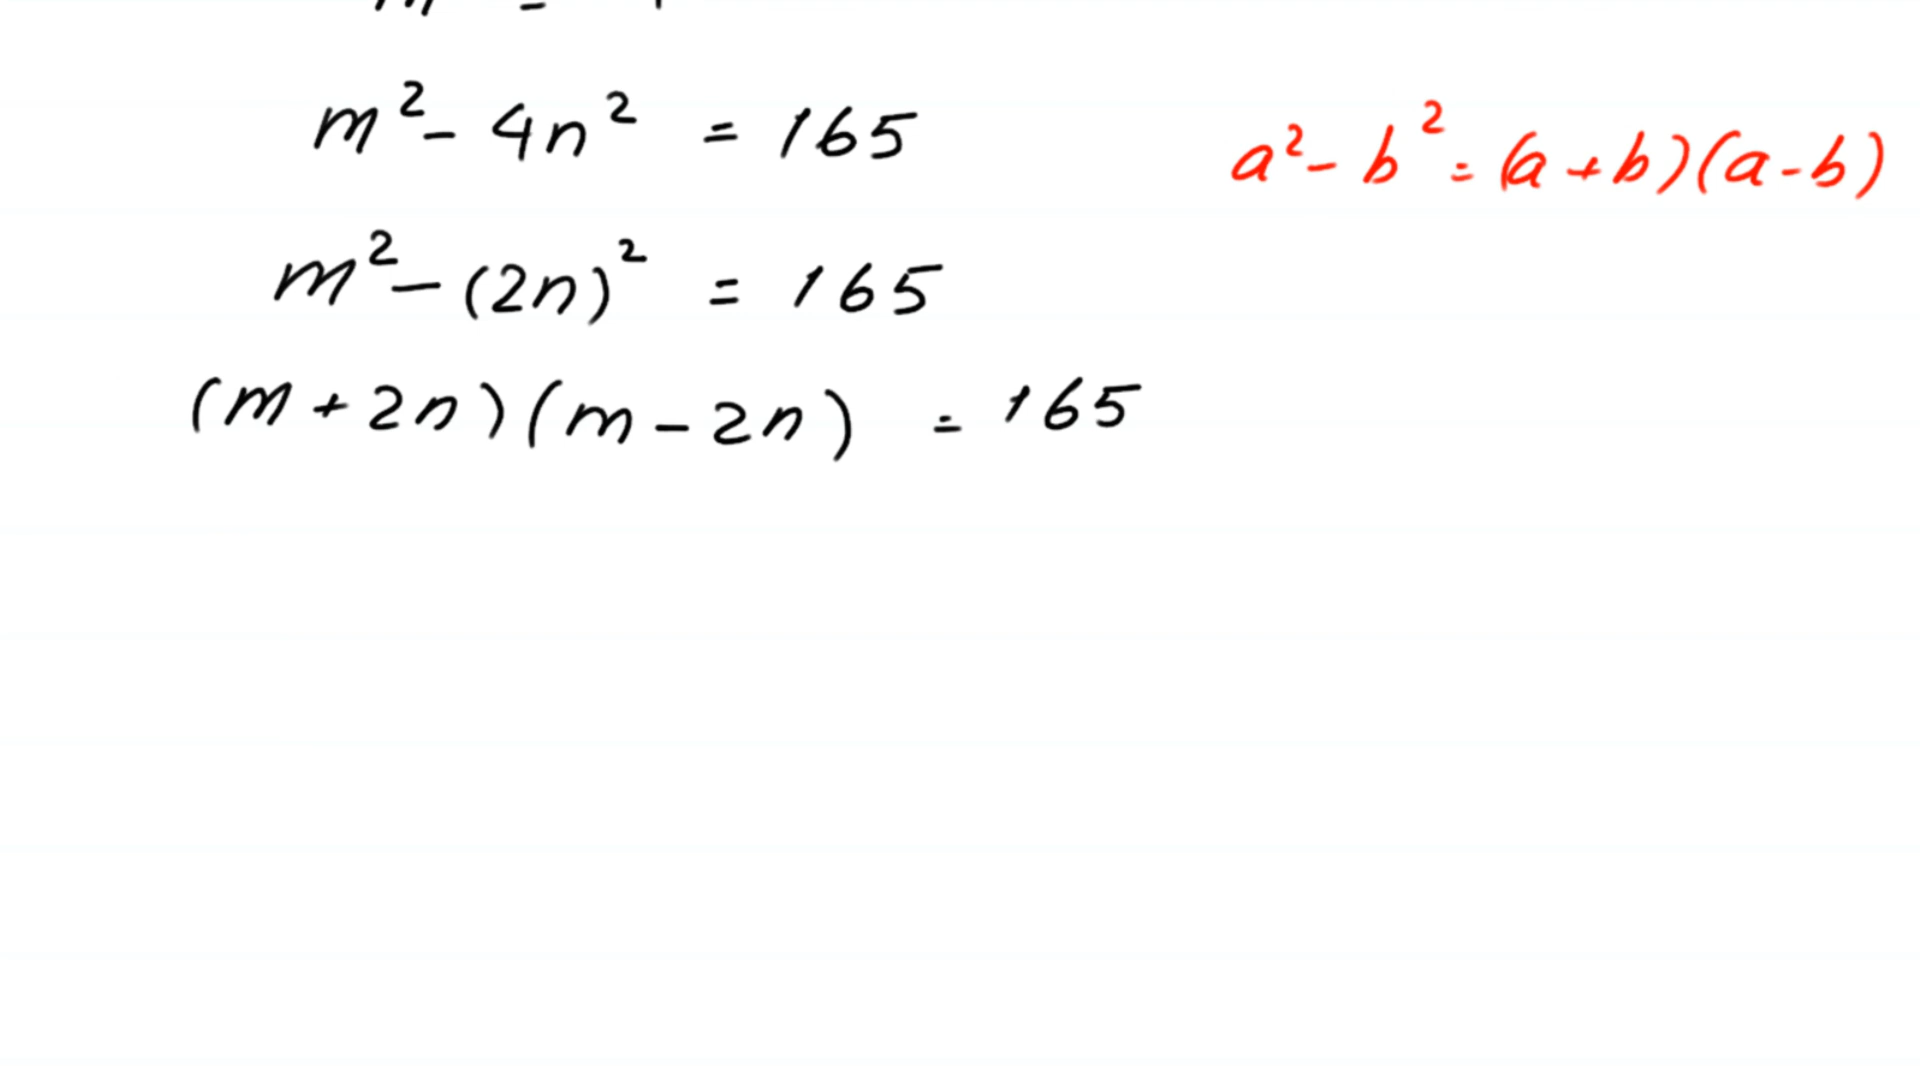 m² - 4n² = 165
a² - b² = (a + b)(a - b)
m² - (2n)² = 165
(m + 2n)(m - 2n) = 165